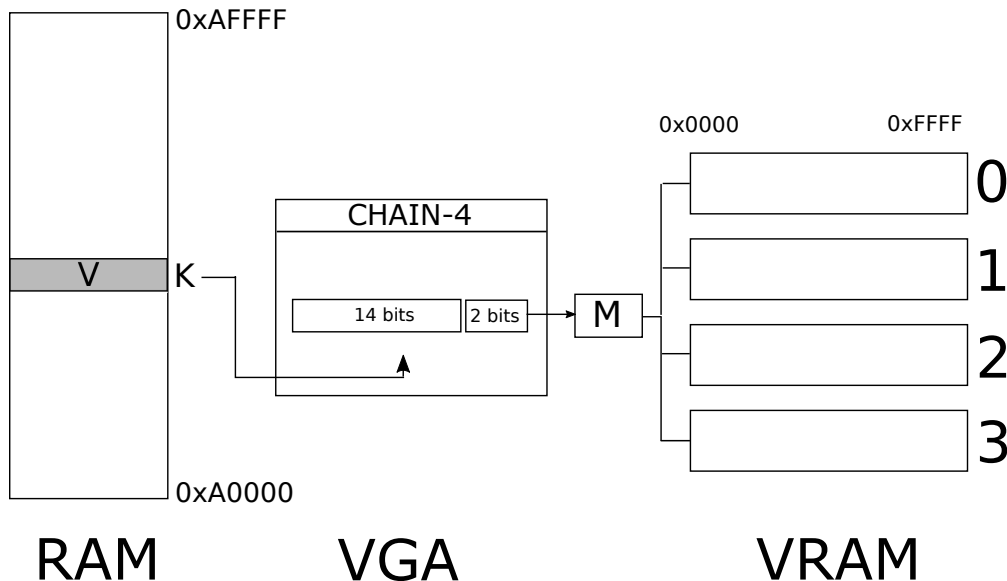 0xAFFFF
0x0000
0xFFFF
0
CHAIN-4
V
K
1
14 bits
2 bits
M
2
3
0xA0000
RAM
VGA
VRAM